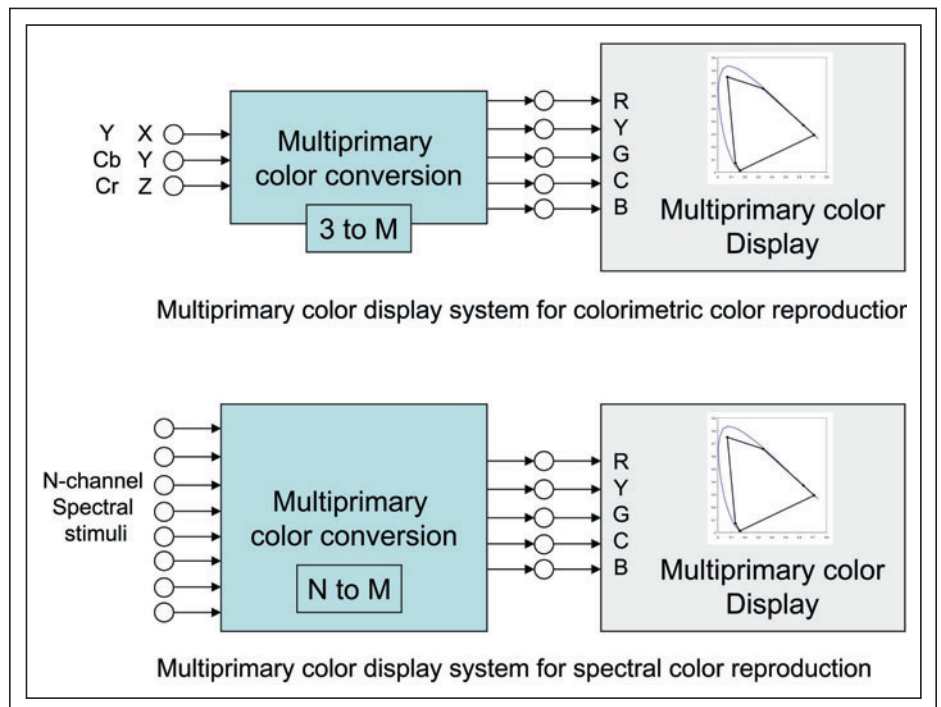 Y X
Cb Y
Cr Z
Multiprimary
color conversion
3 to M
R
Y
G
C
B
Multiprimary color
Display
Multiprimary color display system for colorimetric color reproduction
N-channel
Spectral
stimuli
Multiprimary
color conversion
N to M
R
Y
G
C
B
Multiprimary color
Display
Multiprimary color display system for spectral color reproduction